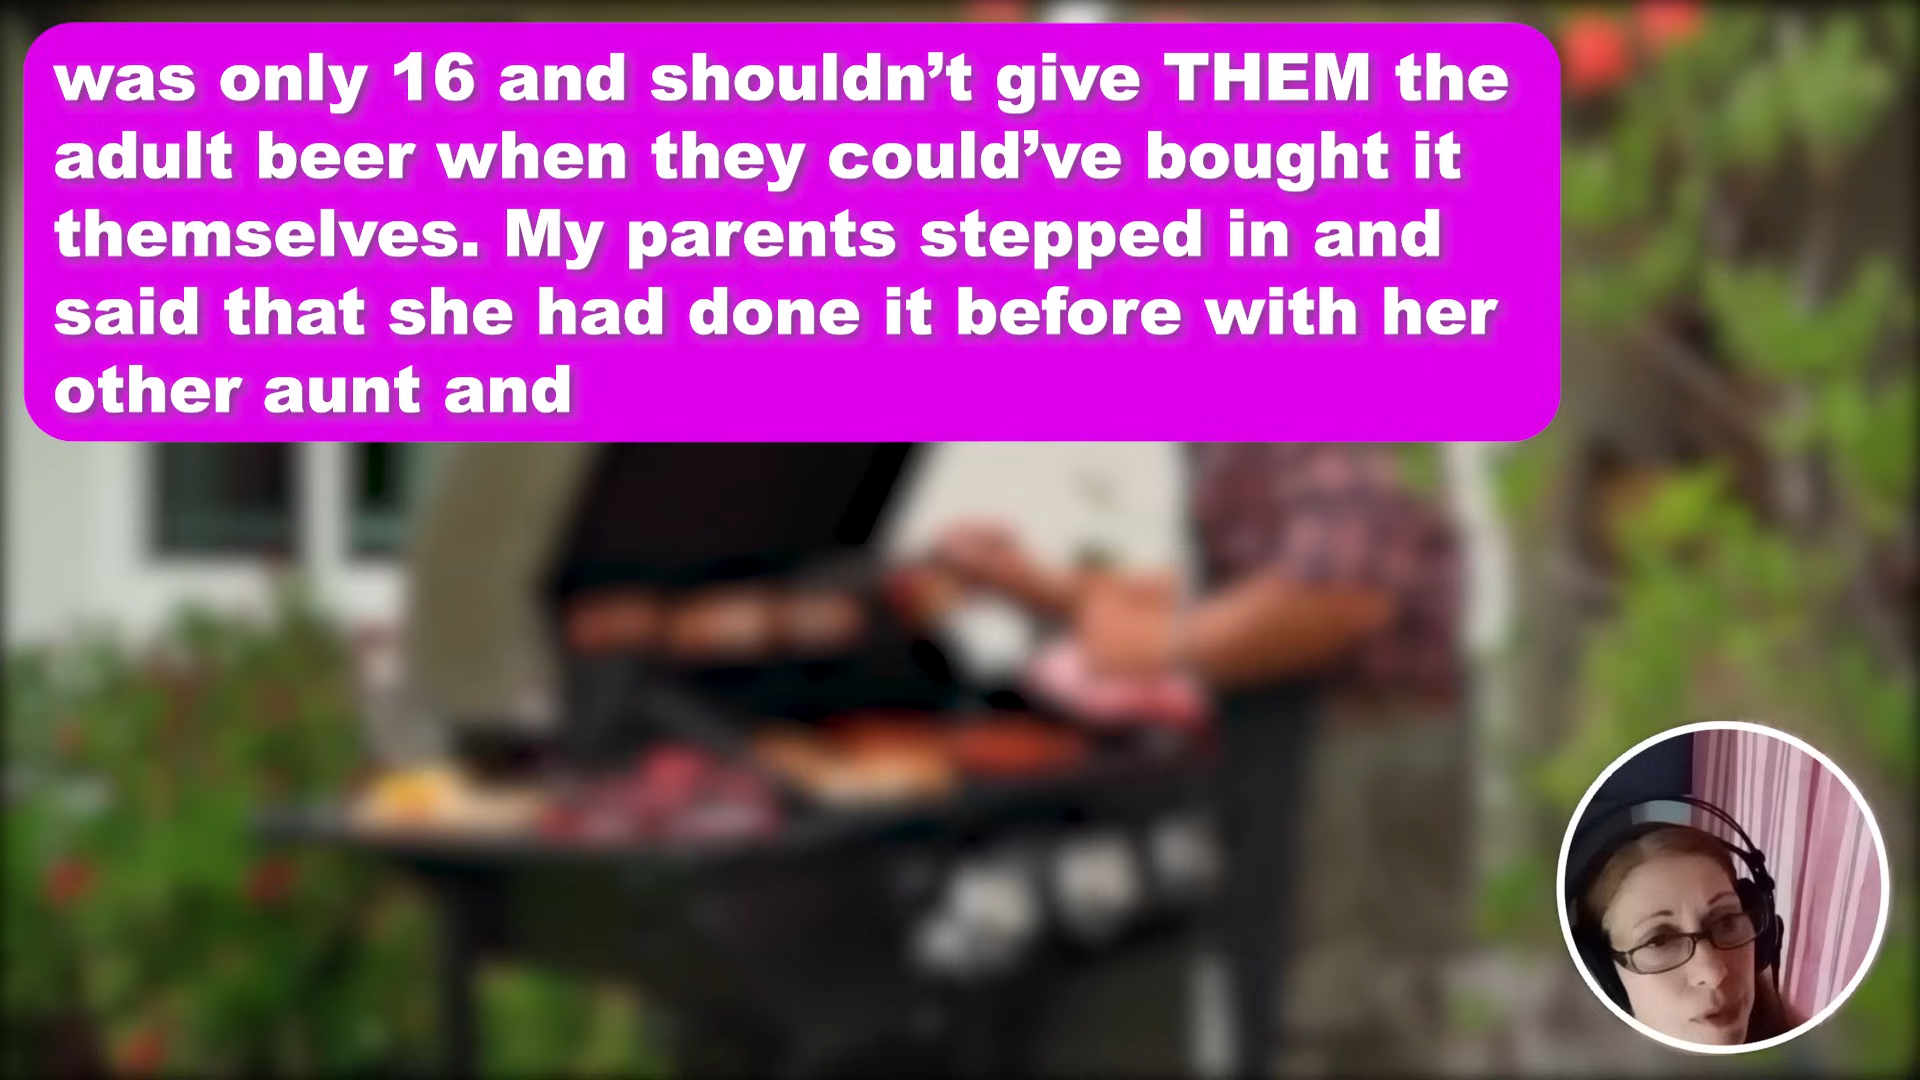 was only 16 and shouldn’t give THEM the
adult beer when they could’ve bought it
themselves. My parents stepped in and
said that she had done it before with her
other aunt and